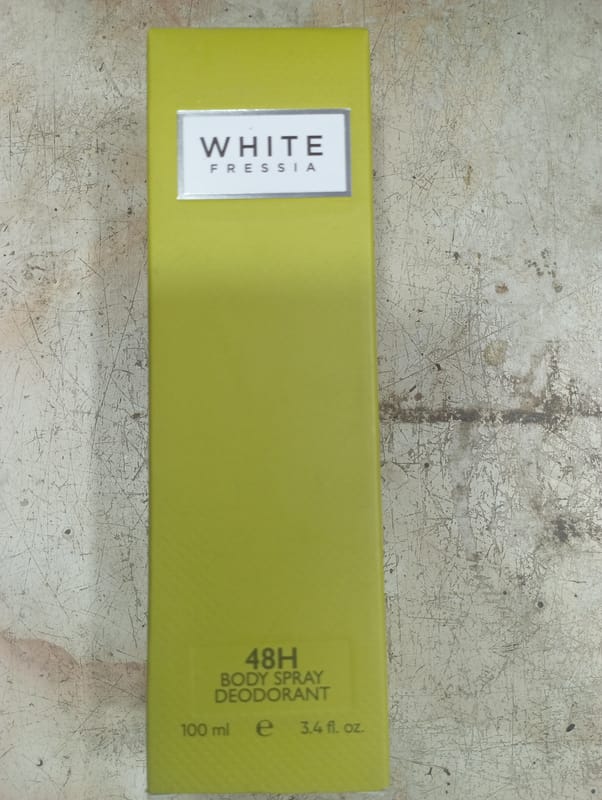 WHITE
FRESSIA
48H
BODY SPRAY
DEODORANT
100 ml ℮ 3.4 fl. oz.